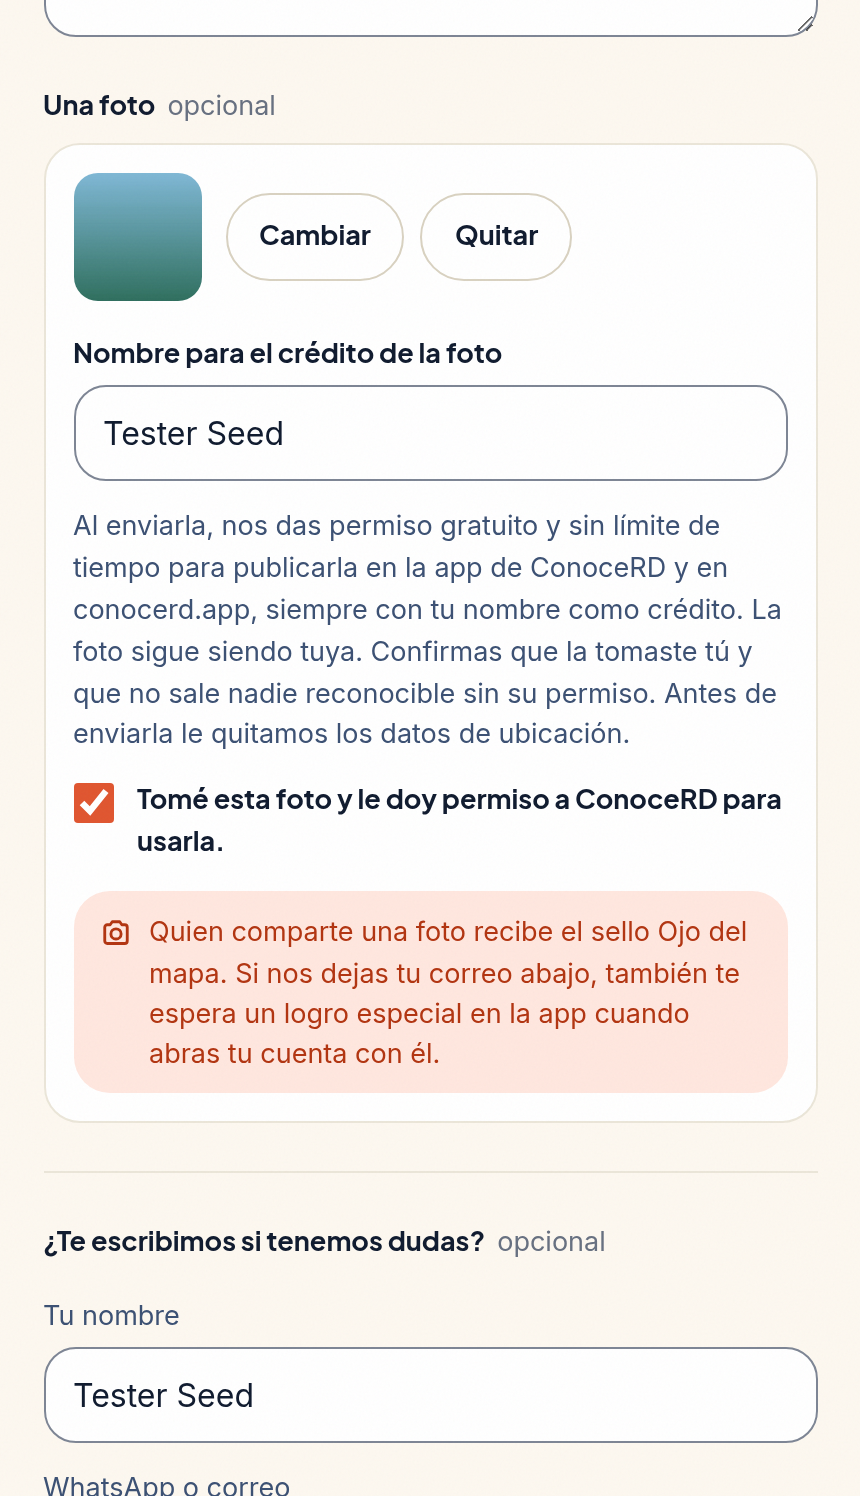 Una foto opcional
Cambiar
Quitar
Nombre para el crédito de la foto
Tester Seed
Al enviarla, nos das permiso gratuito y sin límite de
tiempo para publicarla en la app de ConoceRD y en
conocerd.app, siempre con tu nombre como crédito. La
foto sigue siendo tuya. Confirmas que la tomaste tú y
que no sale nadie reconocible sin su permiso. Antes de
enviarla le quitamos los datos de ubicación.
Tomé esta foto y le doy permiso a ConoceRD para
usarla.
Quien comparte una foto recibe el sello Ojo del
mapa. Si nos dejas tu correo abajo, también te
espera un logro especial en la app cuando
abras tu cuenta con él.
¿Te escribimos si tenemos dudas? opcional
Tu nombre
Tester Seed
WhatsApp o correo